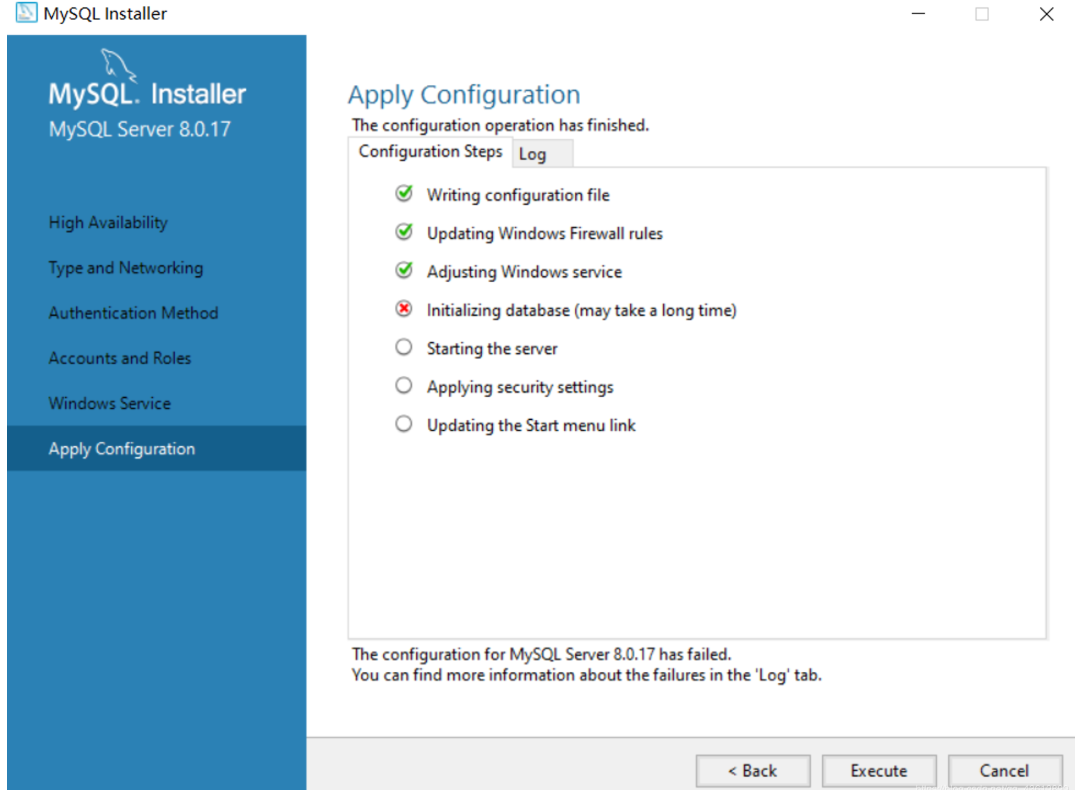 MySQL Installer
MySQL. Installer
MySQL Server 8.0.17
High Availability
Type and Networking
Authentication Method
Accounts and Roles
Windows Service
Apply Configuration
Apply Configuration
The configuration operation has finished.
Configuration Steps
Log
Writing configuration file
Updating Windows Firewall rules
Adjusting Windows service
Initializing database (may take a long time)
Starting the server
Applying security settings
Updating the Start menu link
The configuration for MySQL Server 8.0.17 has failed.
You can find more information about the failures in the 'Log' tab.
< Back
Execute
Cancel